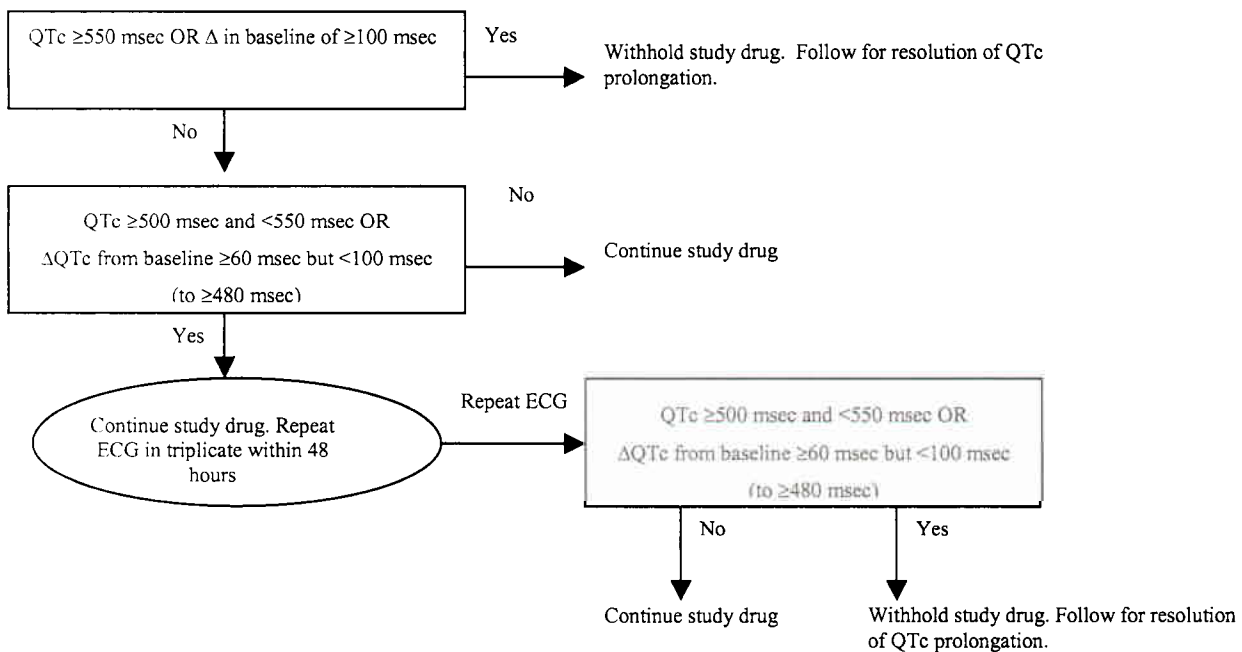 QTc ≥550 msec OR Δ in baseline of ≥100 msec
Yes
Withhold study drug. Follow for resolution of QTc
prolongation.
No
QTc ≥500 msec and <550 msec OR
ΔQTc from baseline ≥60 msec but <100 msec
(to ≥480 msec)
No
Continue study drug
Yes
Continue study drug. Repeat
ECG in triplicate within 48
hours
Repeat ECG
QTc ≥500 msec and <550 msec OR
ΔQTc from baseline ≥60 msec but <100 msec
(to ≥480 msec)
No
Yes
Continue study drug
Withhold study drug. Follow for resolution
of QTc prolongation.